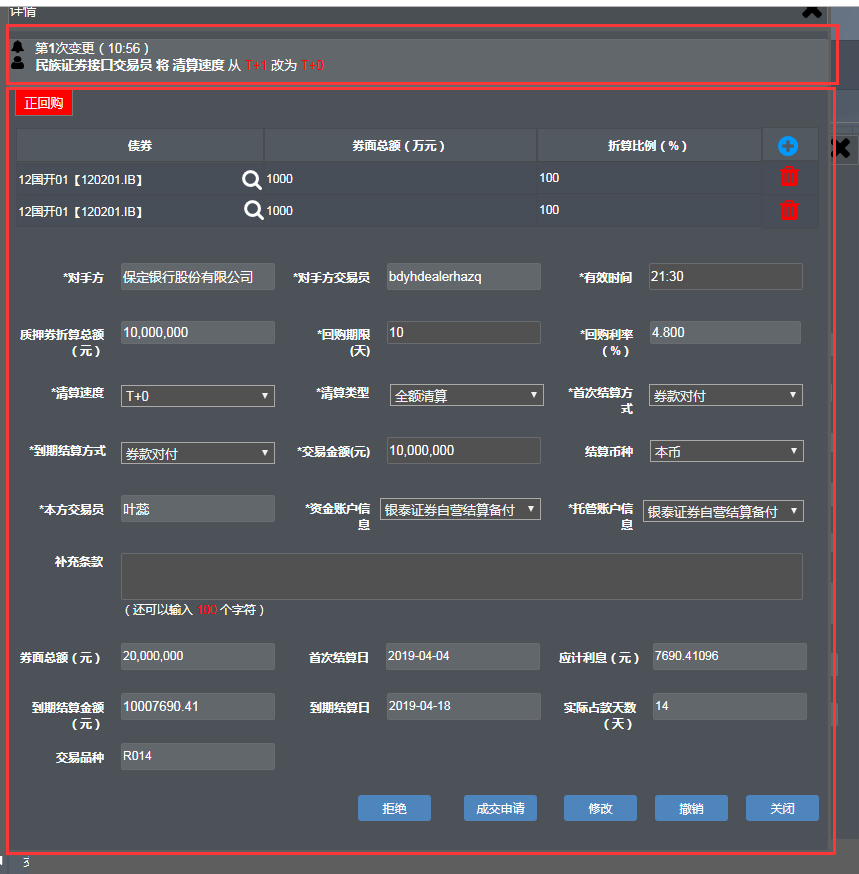 详情
第1次变更（10:56）
民族证券接口交易员 将 清算速度 从 T+1 改为 T+0
正回购
债券 券面总额（万元） 折算比例（%）
12国开01【120201.IB】 1000 100
12国开01【120201.IB】 1000 100
*对手方 保定银行股份有限公司 *对手方交易员 bdyhdealerhazq *有效时间 21:30
质押券折算总额（元） 10,000,000 *回购期限(天) 10 *回购利率（%） 4.800
*清算速度 T+0 *清算类型 全额清算 *首次结算方式 券款对付
*到期结算方式 券款对付 *交易金额(元) 10,000,000 结算币种 本币
*本方交易员 叶蕊 *资金账户信息 银泰证券自营结算备付 *托管账户信息 银泰证券自营结算备付
补充条款
（还可以输入 100 个字符）
券面总额（元） 20,000,000 首次结算日 2019-04-04 应计利息（元） 7690.41096
到期结算金额（元） 10007690.41 到期结算日 2019-04-18 实际占款天数（天） 14
交易品种 R014
拒绝 成交申请 修改 撤销 关闭